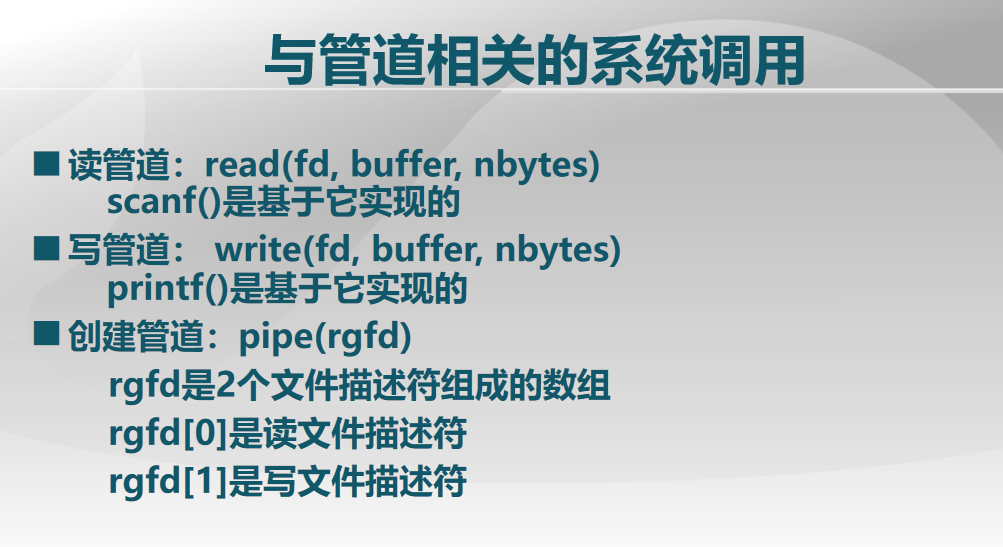 与管道相关的系统调用
■ 读管道：read(fd, buffer, nbytes)
scanf()是基于它实现的
■ 写管道： write(fd, buffer, nbytes)
printf()是基于它实现的
■ 创建管道：pipe(rgfd)
rgfd是2个文件描述符组成的数组
rgfd[0]是读文件描述符
rgfd[1]是写文件描述符